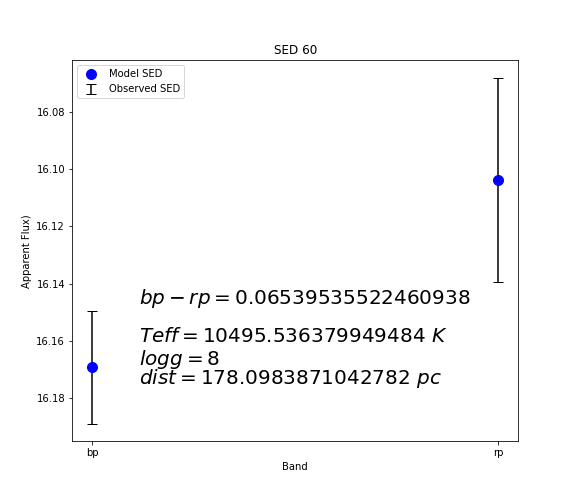 SED 60
Model SED
Observed SED
16.08
16.10
16.12
16.14
16.16
16.18
Apparent Flux)
bp − rp = 0.06539535522460938
Teff = 10495.536379949484 K
logg = 8
dist = 178.0983871042782 pc
bp
rp
Band